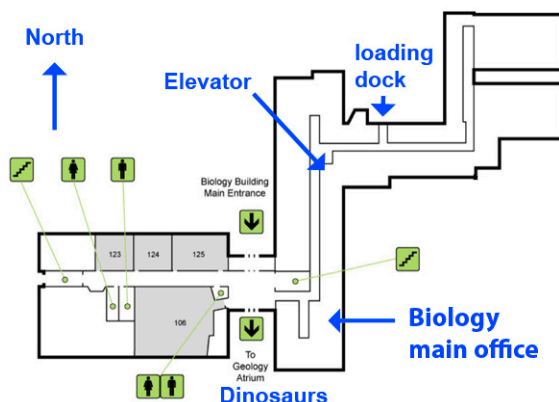 North
loading
dock
Elevator
Biology Building
Main Entrance
123
124
125
106
To
Geology
Atrium
Dinosaurs
Biology
main office